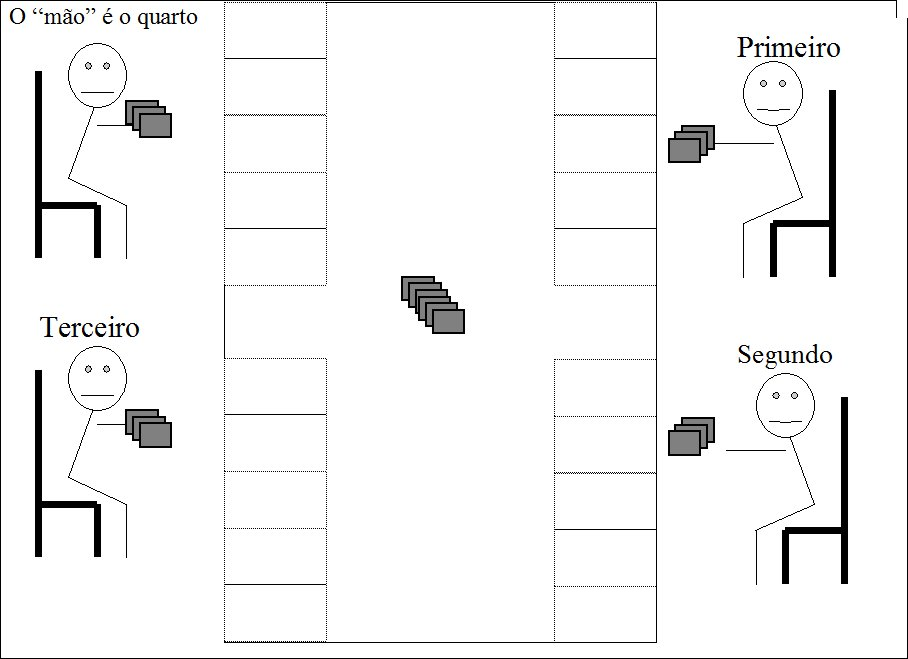 O “mão” é o quarto
Primeiro
Terceiro
Segundo